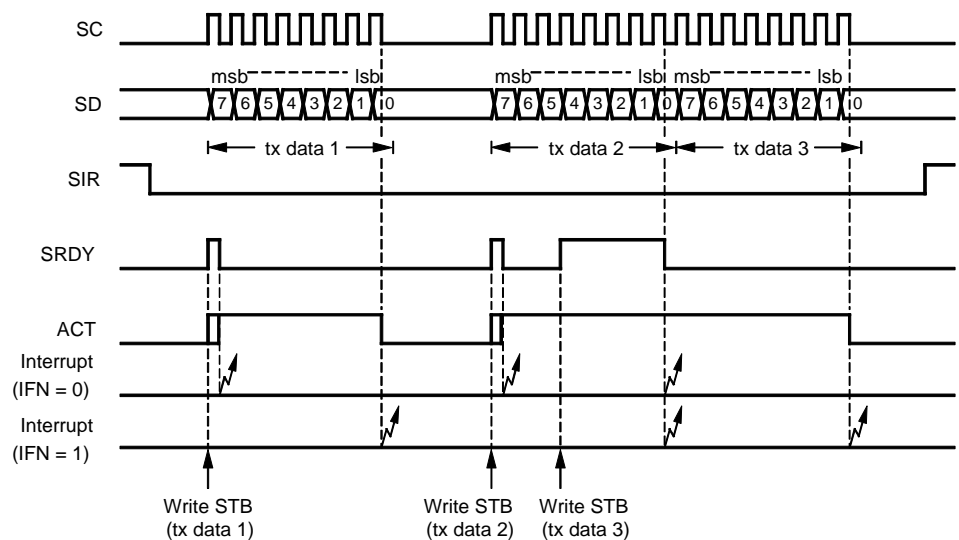 SC
msb lsb msb lsb
SD 7 6 5 4 3 2 1 0 7 6 5 4 3 2 1 0 7 6 5 4 3 2 1 0
tx data 1 tx data 2 tx data 3
SIR
SRDY
ACT
Interrupt
(IFN = 0)
Interrupt
(IFN = 1)
Write STB Write STB Write STB
(tx data 1) (tx data 2) (tx data 3)